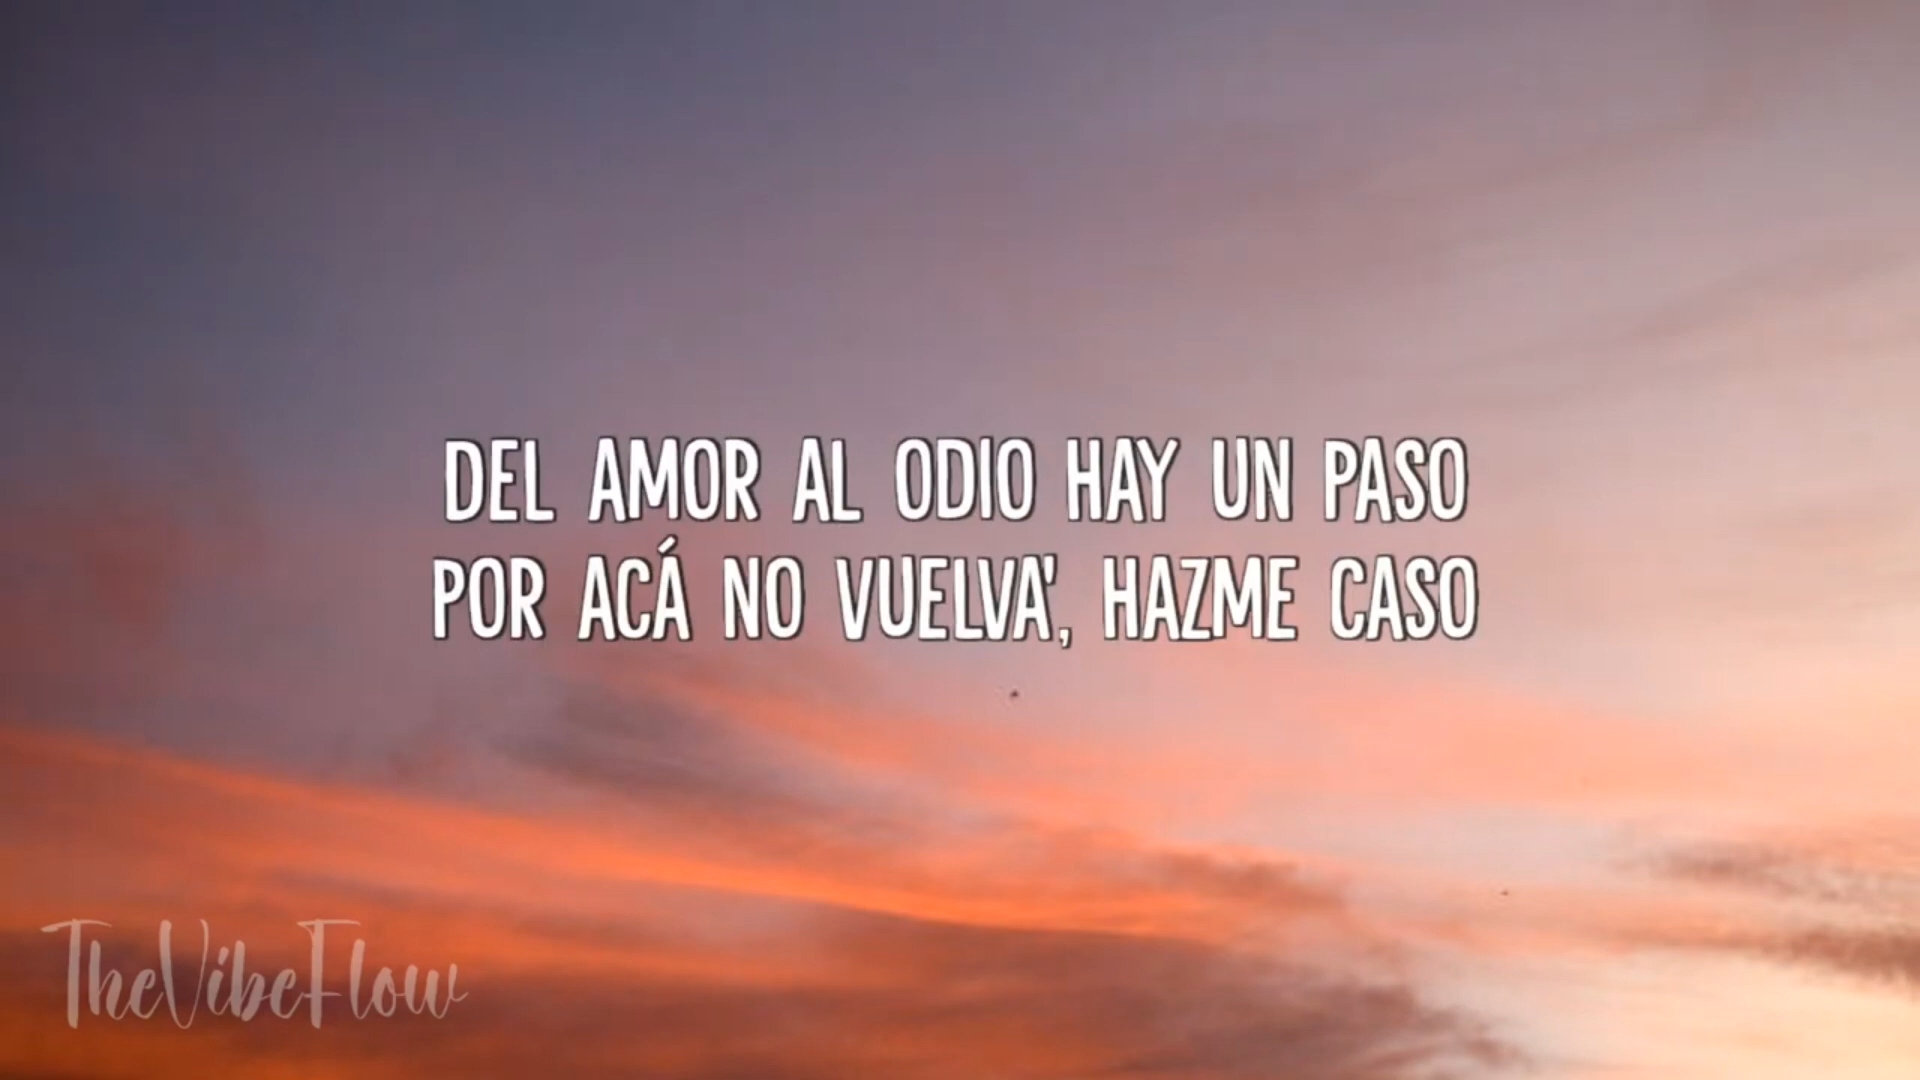 DEL AMOR AL ODIO HAY UN PASO
POR ACÁ NO VUELVA', HAZME CASO
TheVibeFlow